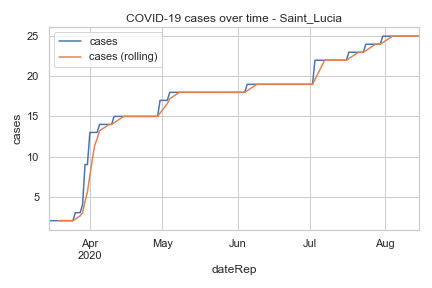 COVID-19 cases over time - Saint_Lucia
cases
cases (rolling)
cases
25
20
15
10
5
Apr
2020
May
Jun
Jul
Aug
dateRep